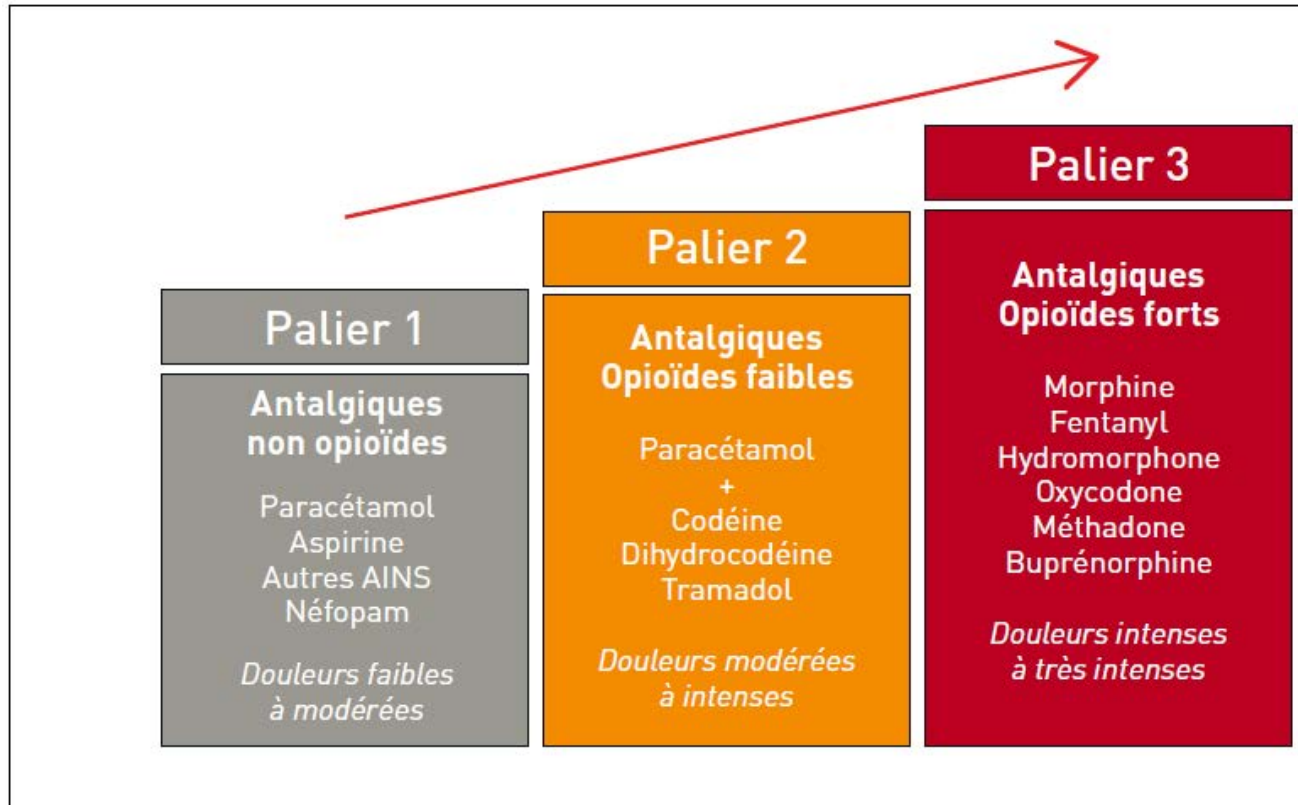 Palier 1
Antalgiques
non opioïdes
Paracétamol
Aspirine
Autres AINS
Néfopam
Douleurs faibles
à modérées
Palier 2
Antalgiques
Opioïdes faibles
Paracétamol
+
Codéine
Dihydrocodéine
Tramadol
Douleurs modérées
à intenses
Palier 3
Antalgiques
Opioïdes forts
Morphine
Fentanyl
Hydromorphone
Oxycodone
Méthadone
Buprénorphine
Douleurs intenses
à très intenses